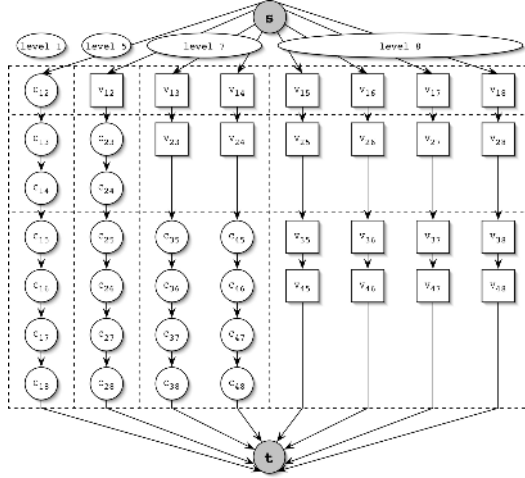 s
level 1 level 5 level 7 level 8
c12 v12 v13 v14 v15 v16 v17 v18
c13 c23 v23 v24 v25 v26 v27 v28
c14 c24
c15 c25 c35 c45 v35 v36 v37 v38
c16 c26 c36 c46 v45 v46 v47 v48
c17 c27 c37 c47
c18 c28 c38 c48
t